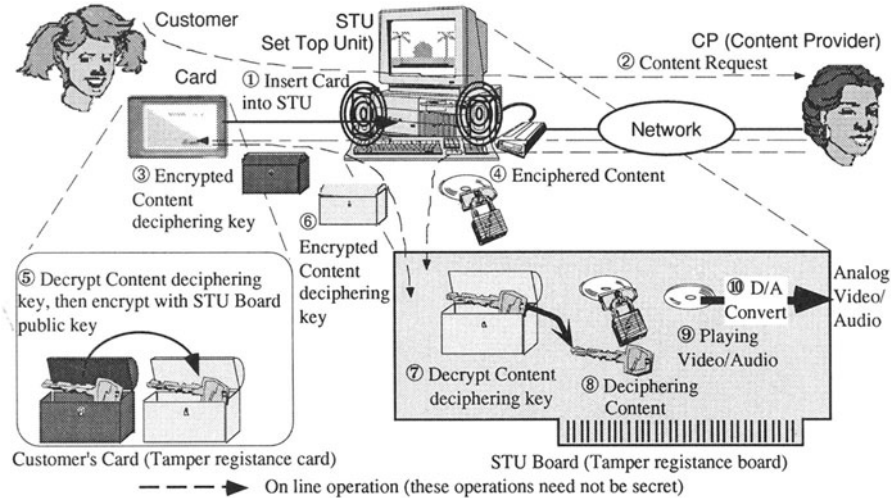 Customer
STU
Set Top Unit)
CP (Content Provider)
Card
① Insert Card
into STU
② Content Request
Network
③ Encrypted
Content
deciphering key
④ Enciphered Content
⑥
Encrypted
Content
deciphering
key
⑤ Decrypt Content deciphering
key, then encrypt with STU Board
public key
⑦ Decrypt Content
deciphering key
⑧ Deciphering
Content
⑨ Playing
Video/Audio
⑩ D/A
Convert
Analog
Video/
Audio
Customer's Card (Tamper registance card)
STU Board (Tamper registance board)
On line operation (these operations need not be secret)